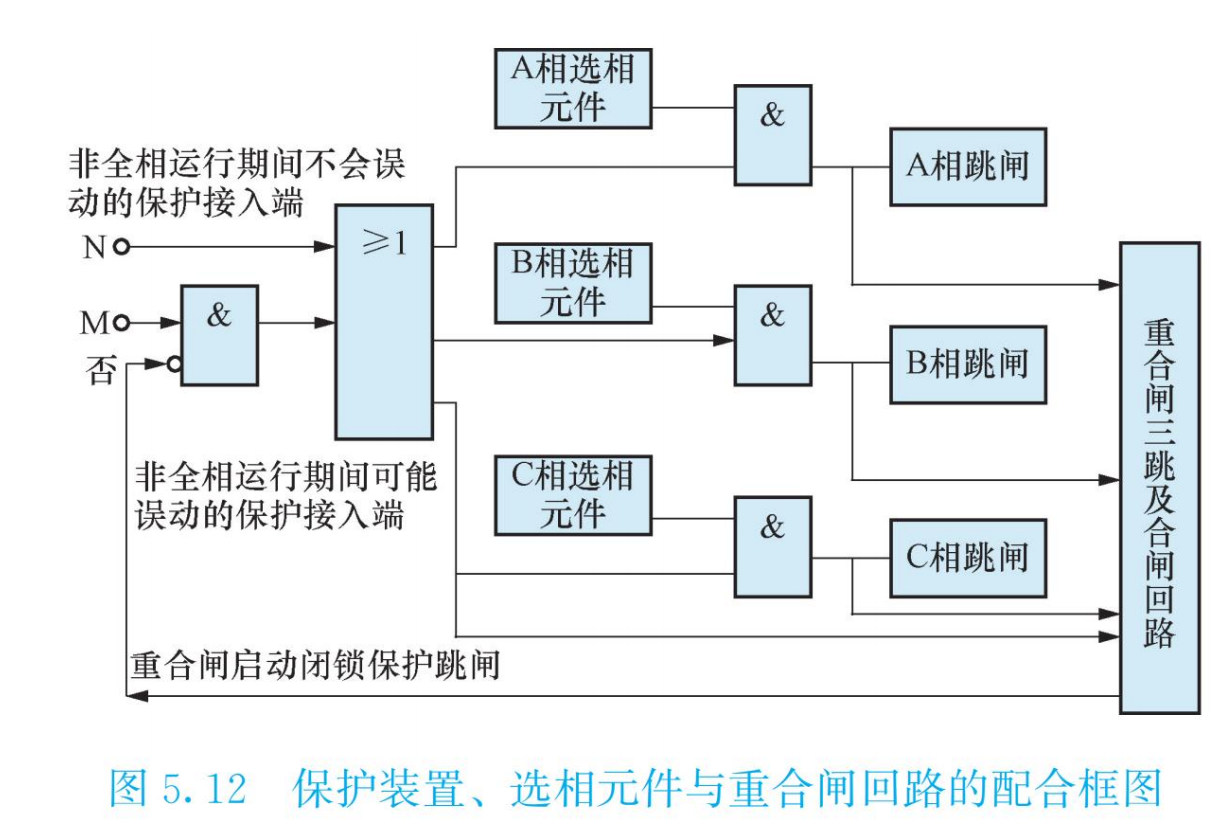 A相选相
元件
&
A相跳闸
非全相运行期间不会误
动的保护接入端
N
≥1
B相选相
元件
&
M
&
否
B相跳闸
重合闸三跳及合闸回路
非全相运行期间可能
误动的保护接入端
C相选相
元件
&
C相跳闸
重合闸启动闭锁保护跳闸
图 5.12 保护装置、选相元件与重合闸回路的配合框图